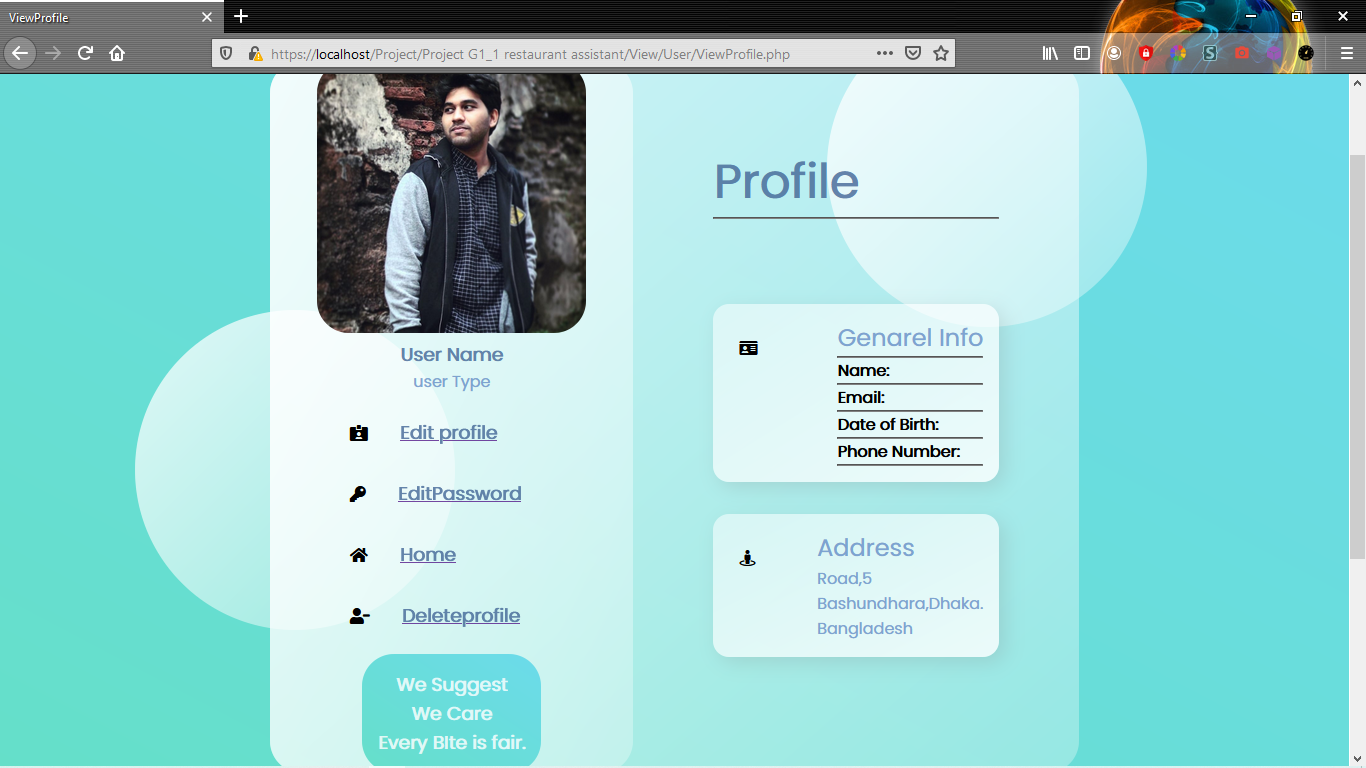 ViewProfile
https://localhost/Project/Project G1_1 restaurant assistant/View/User/ViewProfile.php
User Name
user Type
Edit profile
EditPassword
Home
Deleteprofile
We Suggest
We Care
Every BIte is fair.
Profile
Genarel Info
Name:
Email:
Date of Birth:
Phone Number:
Address
Road,5
Bashundhara,Dhaka.
Bangladesh